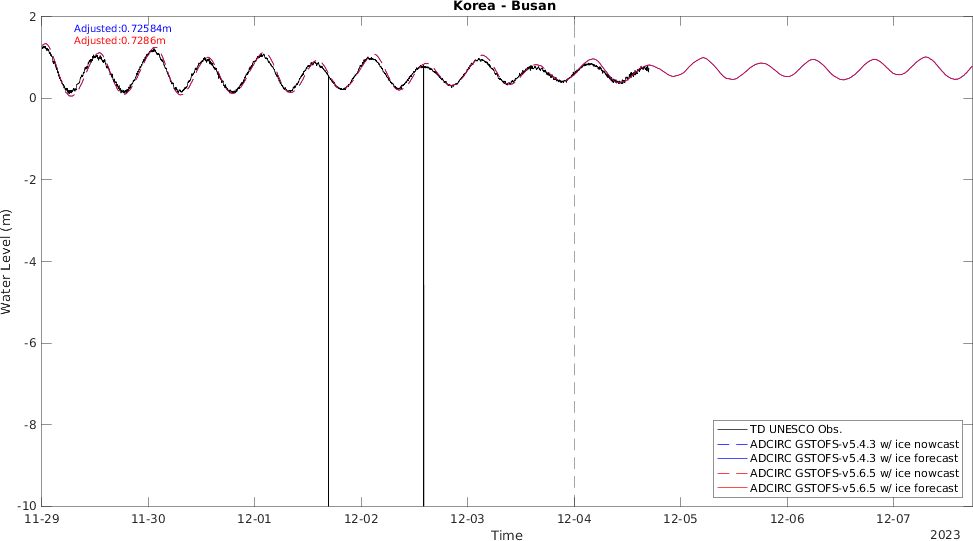 Korea - Busan
Adjusted:0.72584m
Adjusted:0.7286m
2
0
-2
-4
-6
-8
-10
Water Level (m)
11-29
11-30
12-01
12-02
12-03
12-04
12-05
12-06
12-07
Time
2023
TD UNESCO Obs.
ADCIRC GSTOFS-v5.4.3 w/ ice nowcast
ADCIRC GSTOFS-v5.4.3 w/ ice forecast
ADCIRC GSTOFS-v5.6.5 w/ ice nowcast
ADCIRC GSTOFS-v5.6.5 w/ ice forecast